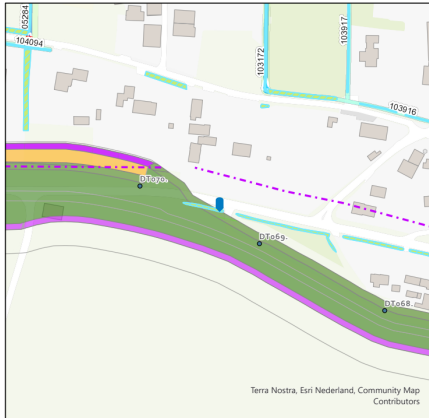 05284
104094
103172
103917
103916
DT070.
DT069.
DT068.
Terra Nostra, Esri Nederland, Community Map
Contributors